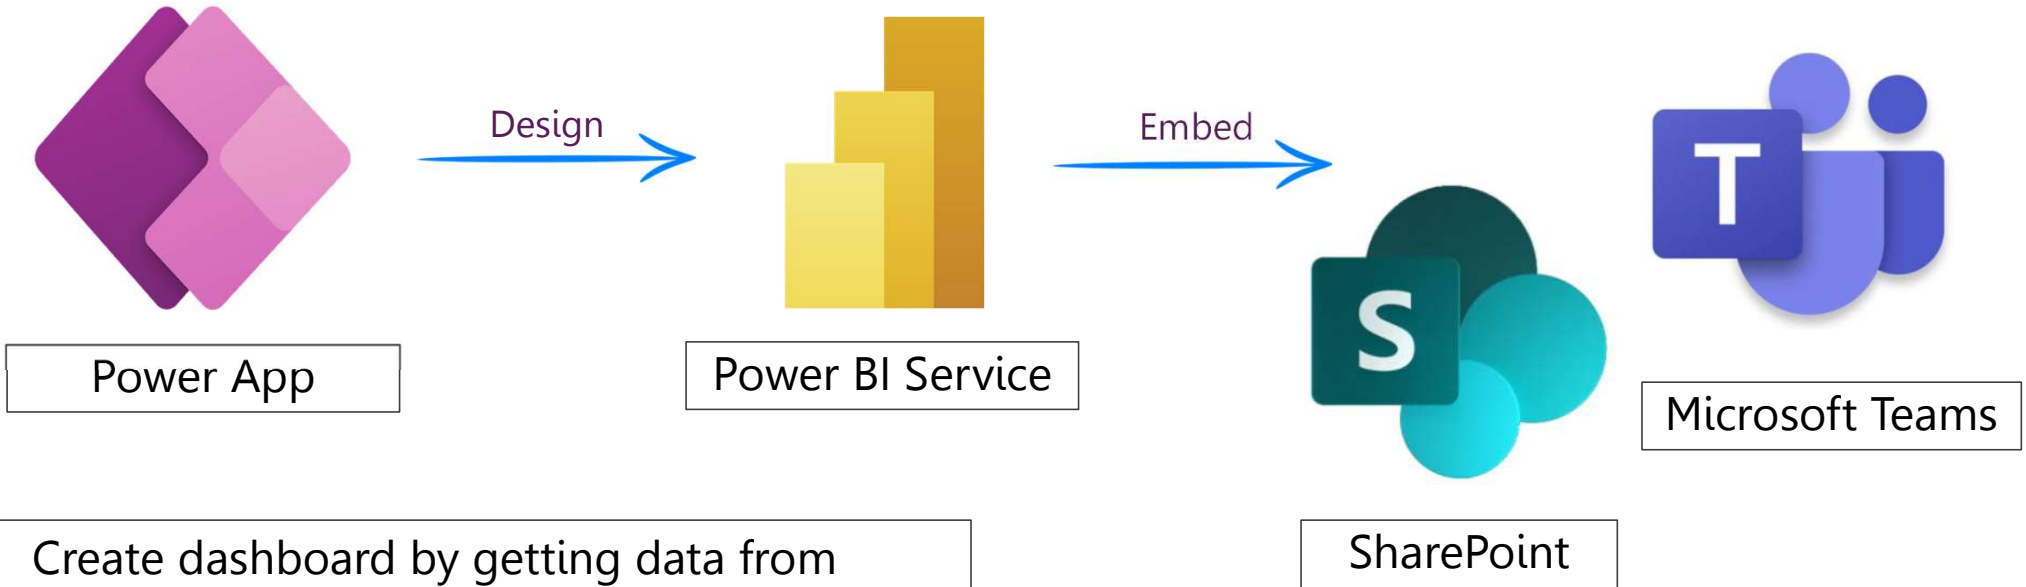 Design
Embed
T
S
Power App
Power BI Service
Microsoft Teams
Create dashboard by getting data from
SharePoint